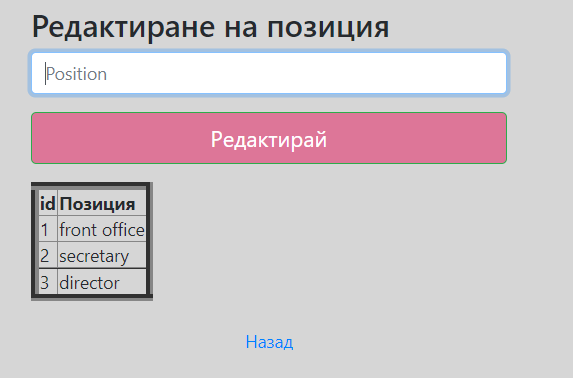 Редактиране на позиция
Position
Редактирай
id Позиция
1 front office
2 secretary
3 director
Назад